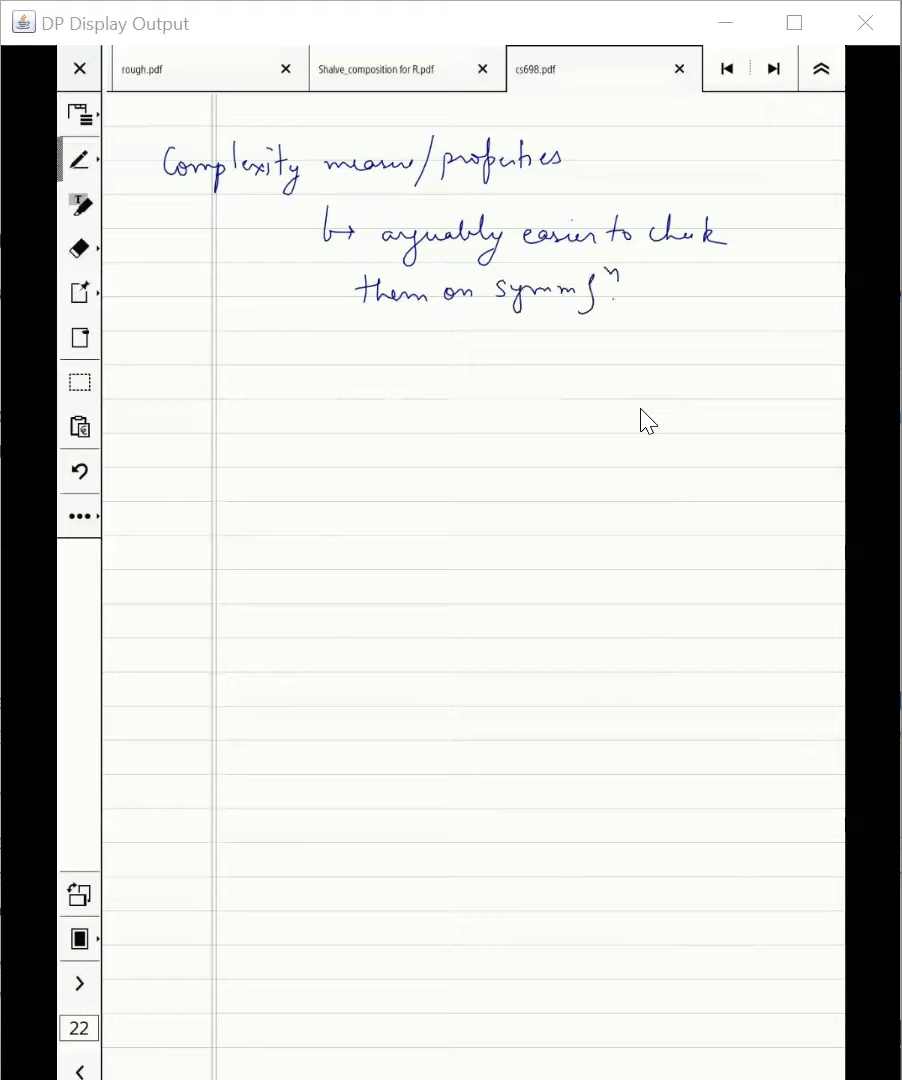 DP Display Output
rough.pdf
Shalve_composition for R.pdf
cs698.pdf
Complexity measure/properties
↳ arguably easier to check
them on symm fⁿ.
22